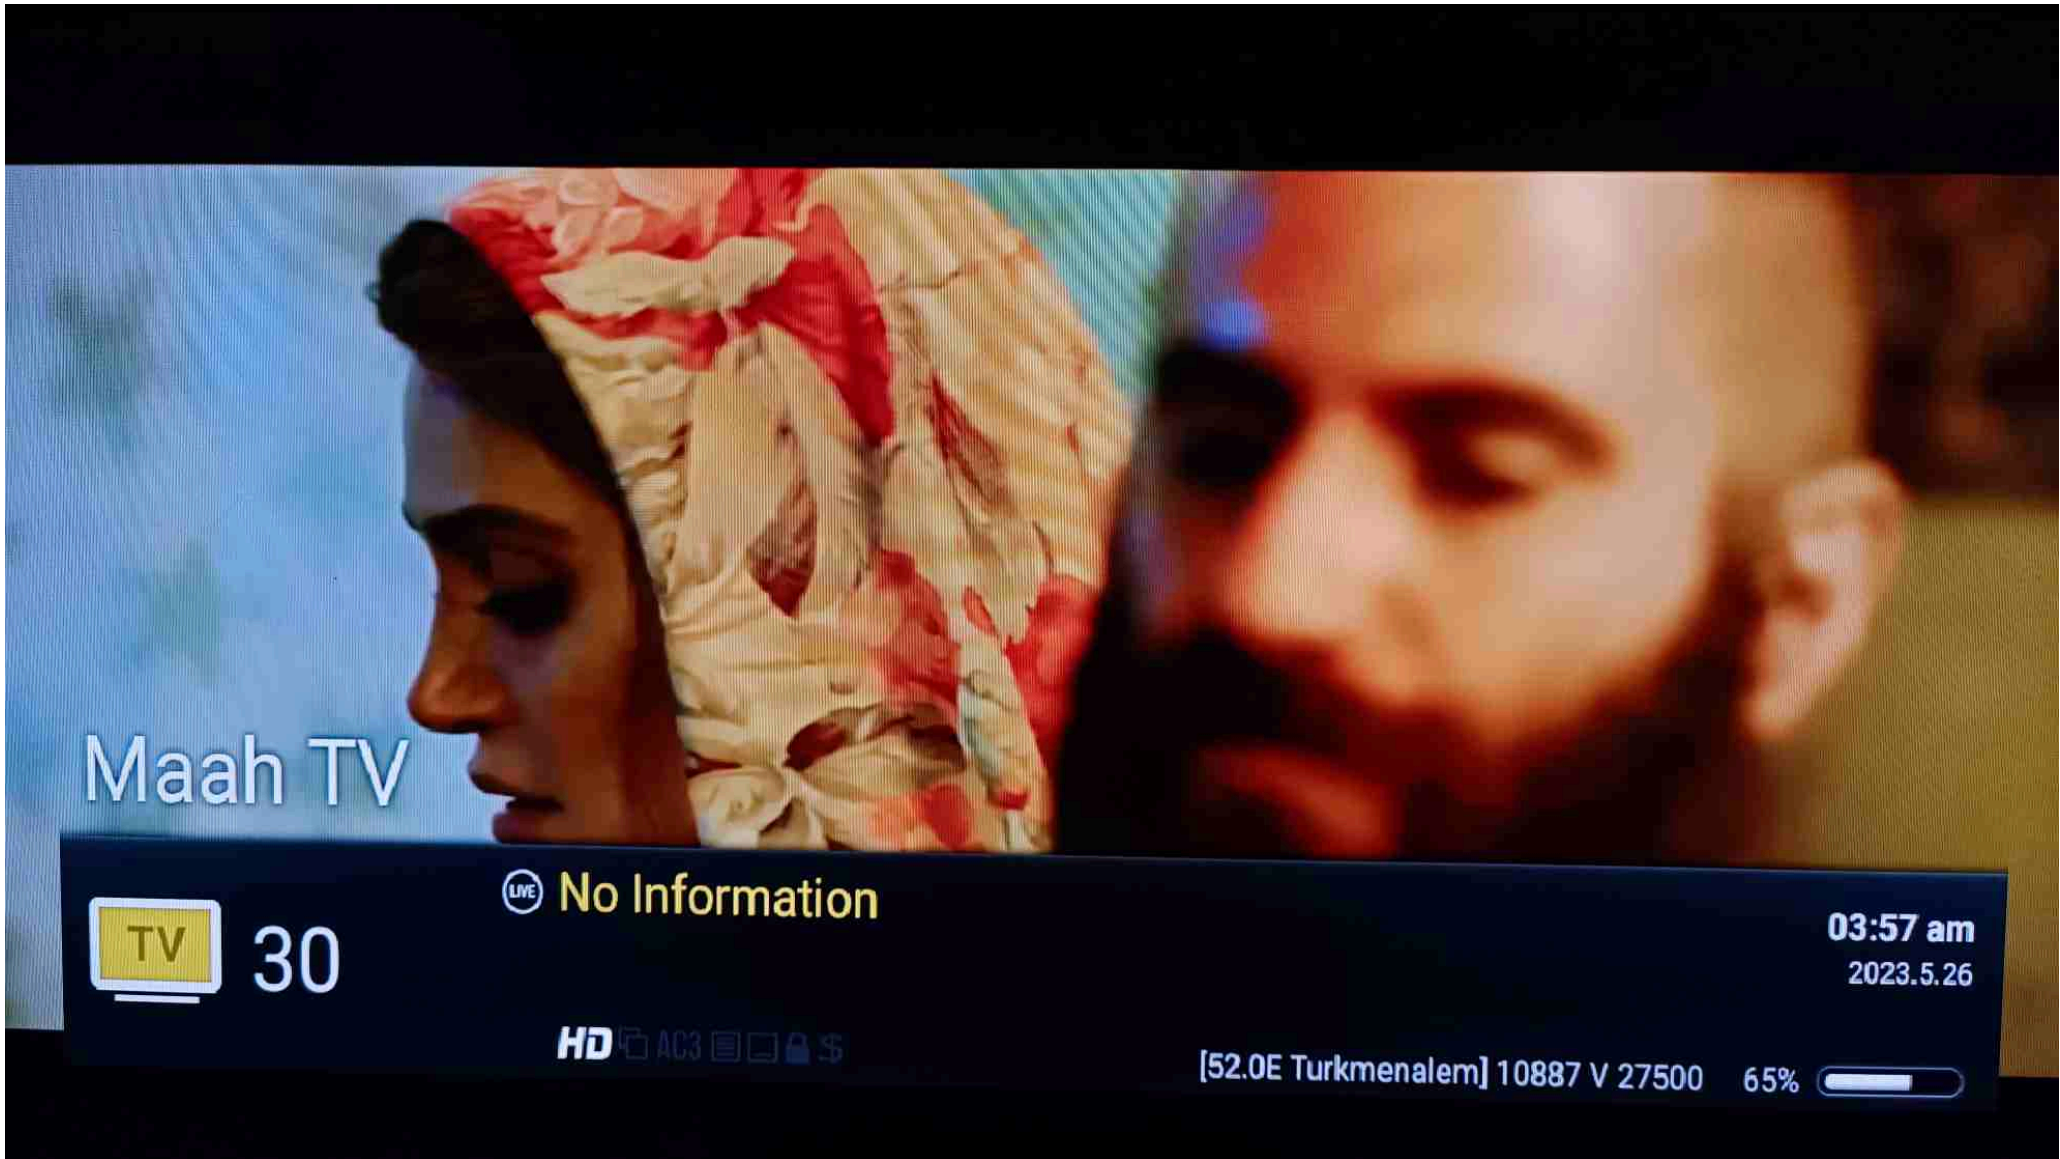 Maah TV
LIVE No Information
TV 30
03:57 am
2023.5.26
HD AC3 $
[52.0E Turkmenalem] 10887 V 27500 65%